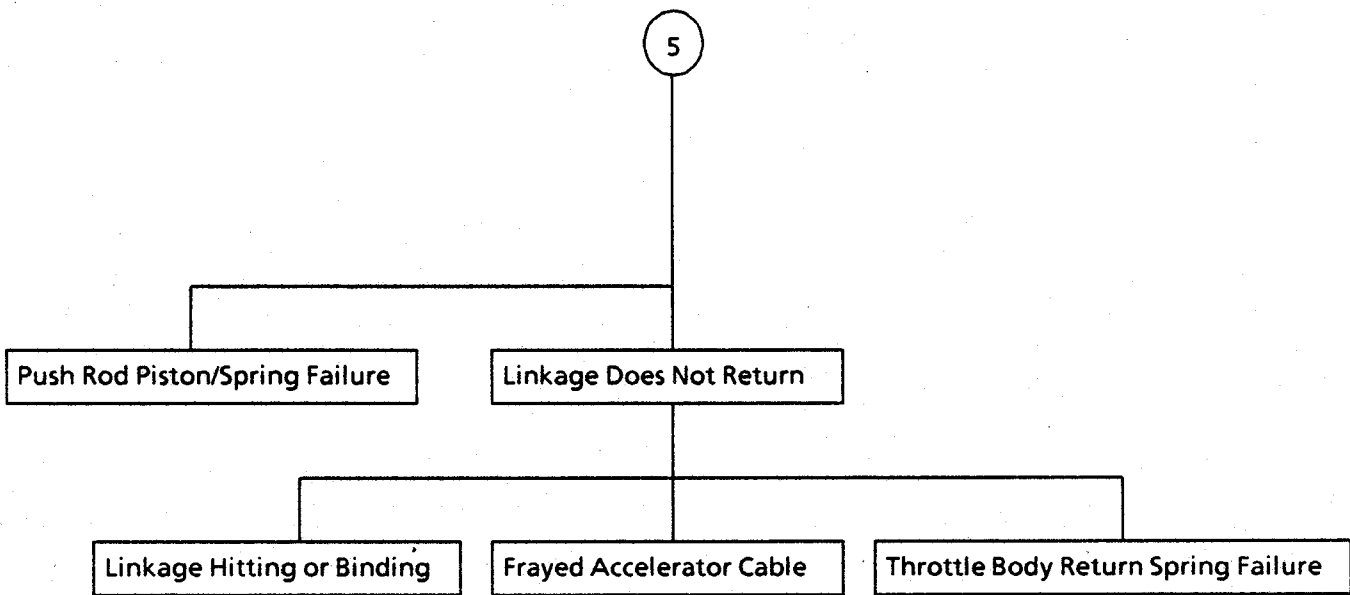 5
Push Rod Piston/Spring Failure
Linkage Does Not Return
Linkage Hitting or Binding
Frayed Accelerator Cable
Throttle Body Return Spring Failure